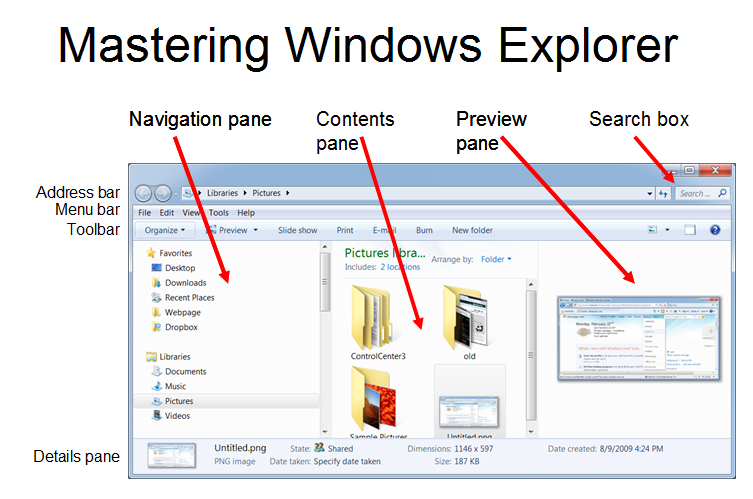 Mastering Windows Explorer
Navigation pane
Contents
pane
Preview
pane
Search box
Address bar
Menu bar
Toolbar
Details pane
Libraries
Pictures
Search ...
File Edit View Tools Help
Organize Preview Slide show Print E-mail Burn New folder
Favorites
Desktop
Downloads
Recent Places
Webpage
Dropbox
Libraries
Documents
Music
Pictures
Videos
Pictures libra...
Includes: 2 locations
Arrange by: Folder
ControlCenter3
old
Sample Pictures
Untitled.png
Monday, February 22
Untitled.png State: Shared Dimensions: 1146 x 597 Date created: 8/9/2009 4:24 PM
PNG image Date taken: Specify date taken Size: 187 KB